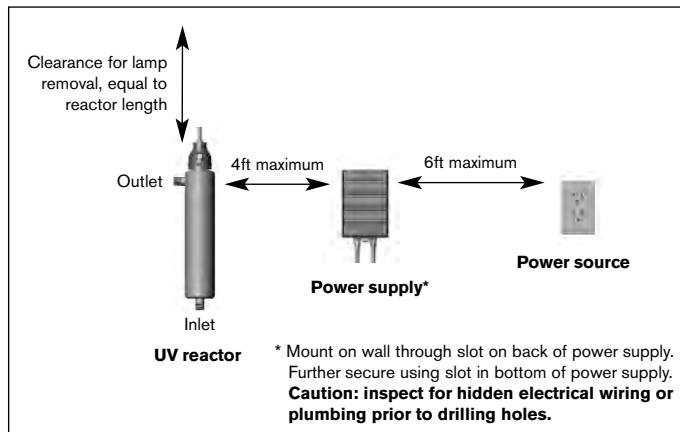 Clearance for lamp
removal, equal to
reactor length
4ft maximum
6ft maximum
Outlet
Power source
Power supply*
Inlet
UV reactor
* Mount on wall through slot on back of power supply.
Further secure using slot in bottom of power supply.
Caution: inspect for hidden electrical wiring or
plumbing prior to drilling holes.